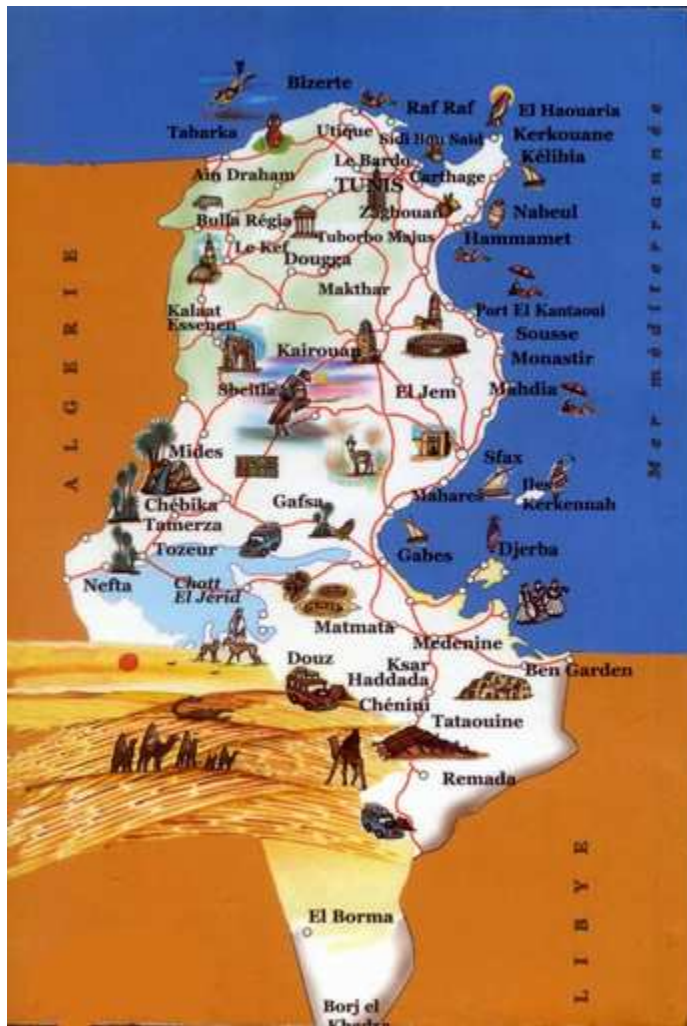 Bizerte
Raf Raf
El Haouaria
Tabarka
Utique
Sidi Bou Said
Kerkouane
Le Bardo
Kélibia
Ain Draham
Carthage
TUNIS
Zaghouan
Nabeul
Bulla Régia
Tuborbo Majus
Hammamet
Le Kef
Dougga
Makthar
Kalaat
Essenen
Port El Kantaoui
Sousse
Kairouan
Monastir
Sbeitla
El Jem
Mahdia
Mides
Sfax
Chébika
Mahares
Iles
Kerkennah
Gafsa
Tamerza
Tozeur
Gabes
Djerba
Nefta
Chott
El Jérid
Matmata
Médenine
Douz
Ksar
Haddada
Ben Garden
Chénini
Tataouine
Remada
El Borma
Borj el
ALGERIE
Mer méditerrannée
LIBYE